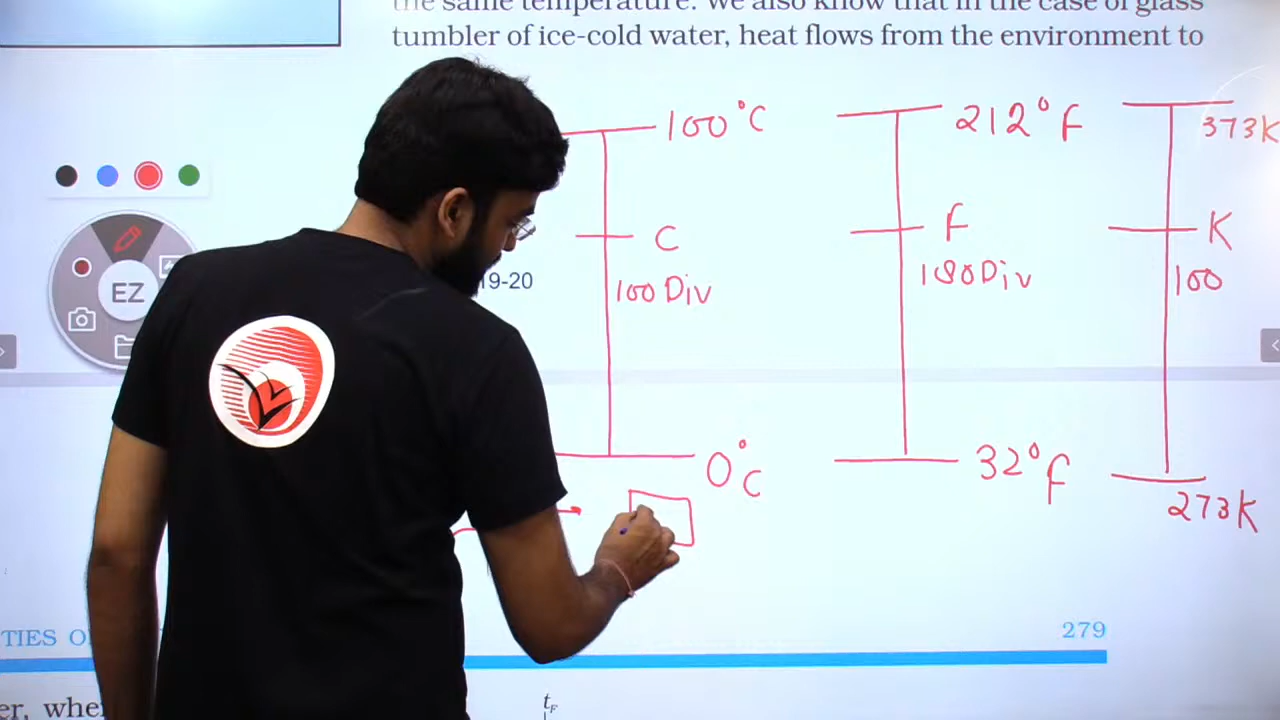 the same temperature. We also know that in the case of glass
tumbler of ice-cold water, heat flows from the environment to
100°C
212°F
373K
C
F
K
19-20
EZ
100 Div
180 Div
100
0°C
32°F
273K
279
TIES O
er, whe
t_F